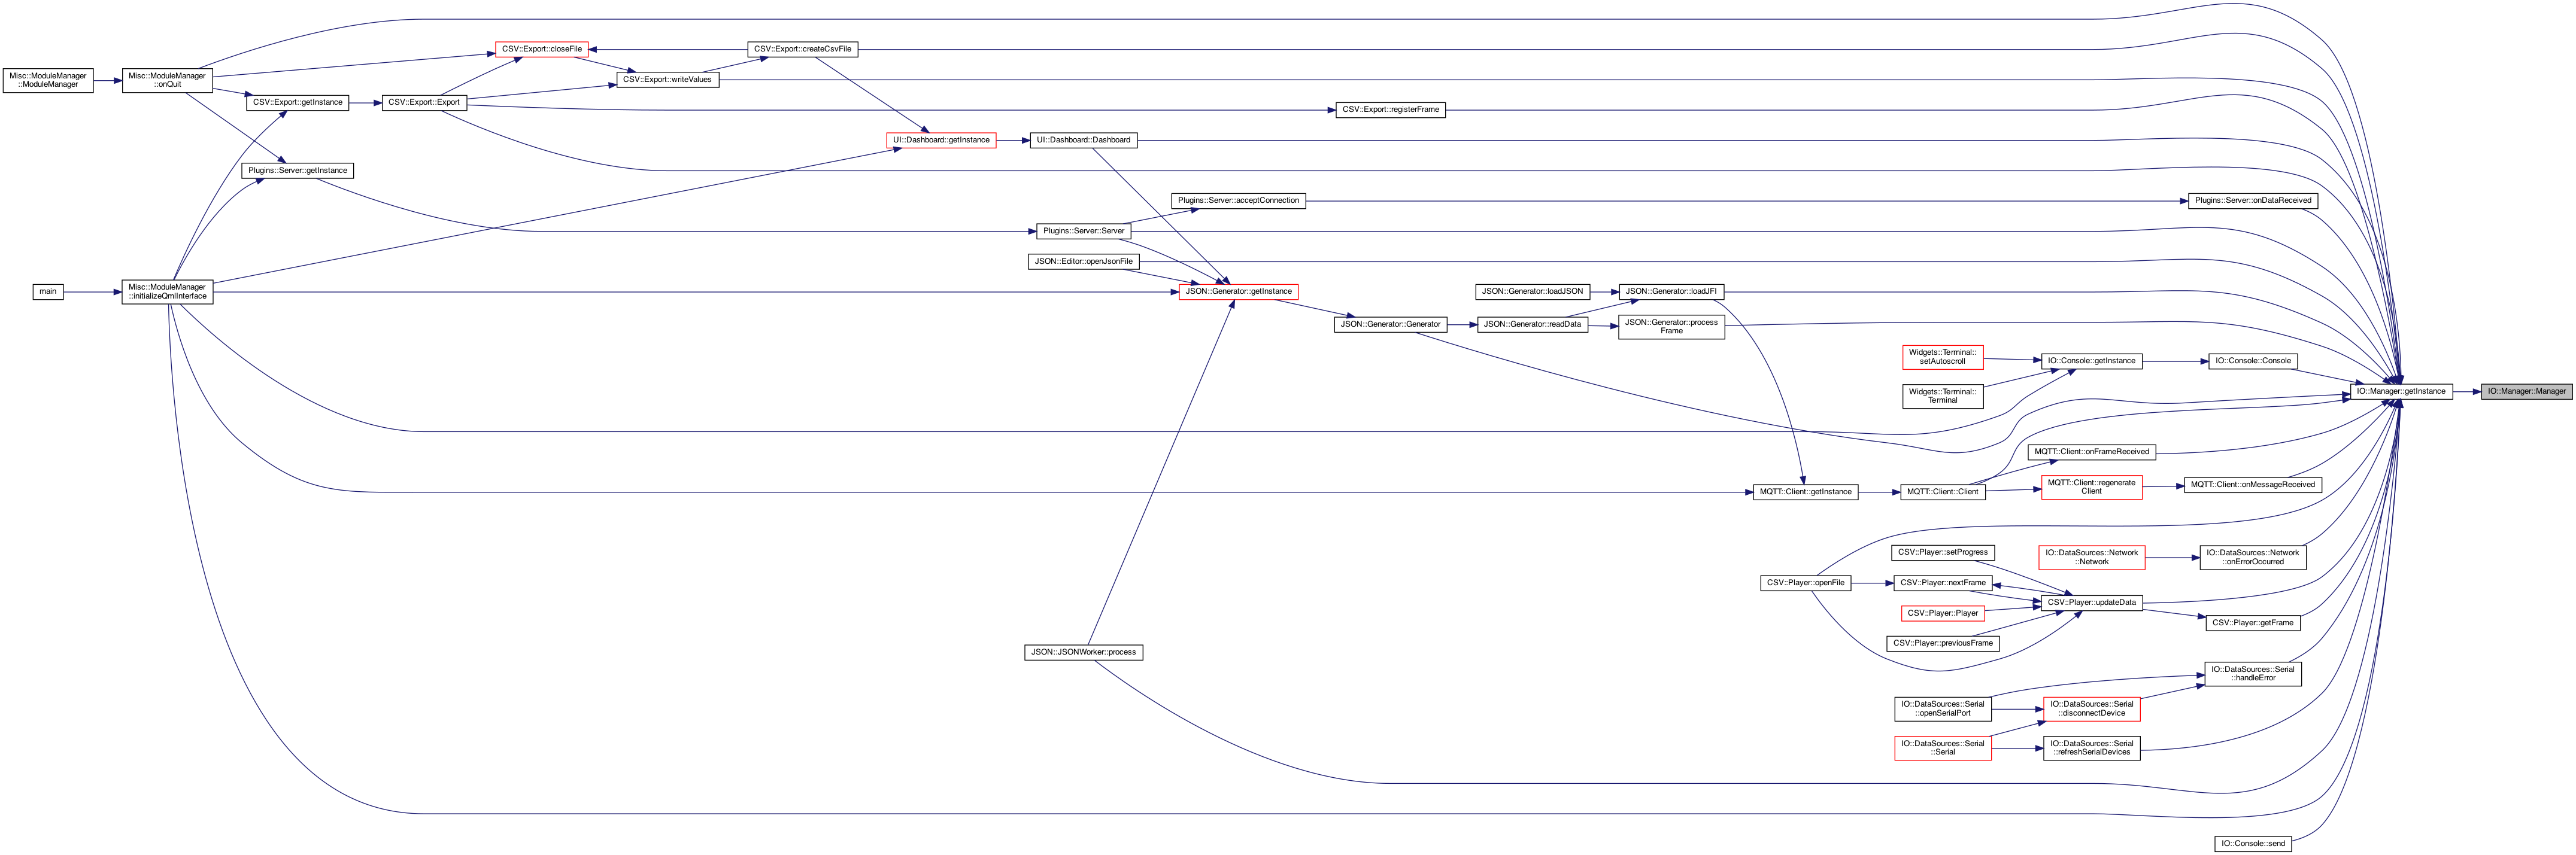 CSV::Export::closeFile
CSV::Export::createCsvFile
Misc::ModuleManager
::ModuleManager
Misc::ModuleManager
::onQuit
CSV::Export::writeValues
CSV::Export::getInstance
CSV::Export::Export
CSV::Export::registerFrame
UI::Dashboard::getInstance
UI::Dashboard::Dashboard
Plugins::Server::getInstance
Plugins::Server::acceptConnection
Plugins::Server::onDataReceived
Plugins::Server::Server
JSON::Editor::openJsonFile
main
Misc::ModuleManager
::initializeQmlInterface
JSON::Generator::getInstance
JSON::Generator::loadJSON
JSON::Generator::loadJFI
JSON::Generator::Generator
JSON::Generator::readData
JSON::Generator::process
Frame
Widgets::Terminal::
setAutoscroll
IO::Console::getInstance
IO::Console::Console
Widgets::Terminal::
Terminal
IO::Manager::getInstance
IO::Manager::Manager
MQTT::Client::onFrameReceived
MQTT::Client::getInstance
MQTT::Client::Client
MQTT::Client::regenerate
Client
MQTT::Client::onMessageReceived
CSV::Player::setProgress
IO::DataSources::Network
::Network
IO::DataSources::Network
::onErrorOccurred
CSV::Player::openFile
CSV::Player::nextFrame
CSV::Player::updateData
CSV::Player::Player
CSV::Player::getFrame
CSV::Player::previousFrame
JSON::JSONWorker::process
IO::DataSources::Serial
::handleError
IO::DataSources::Serial
::openSerialPort
IO::DataSources::Serial
::disconnectDevice
IO::DataSources::Serial
::Serial
IO::DataSources::Serial
::refreshSerialDevices
IO::Console::send